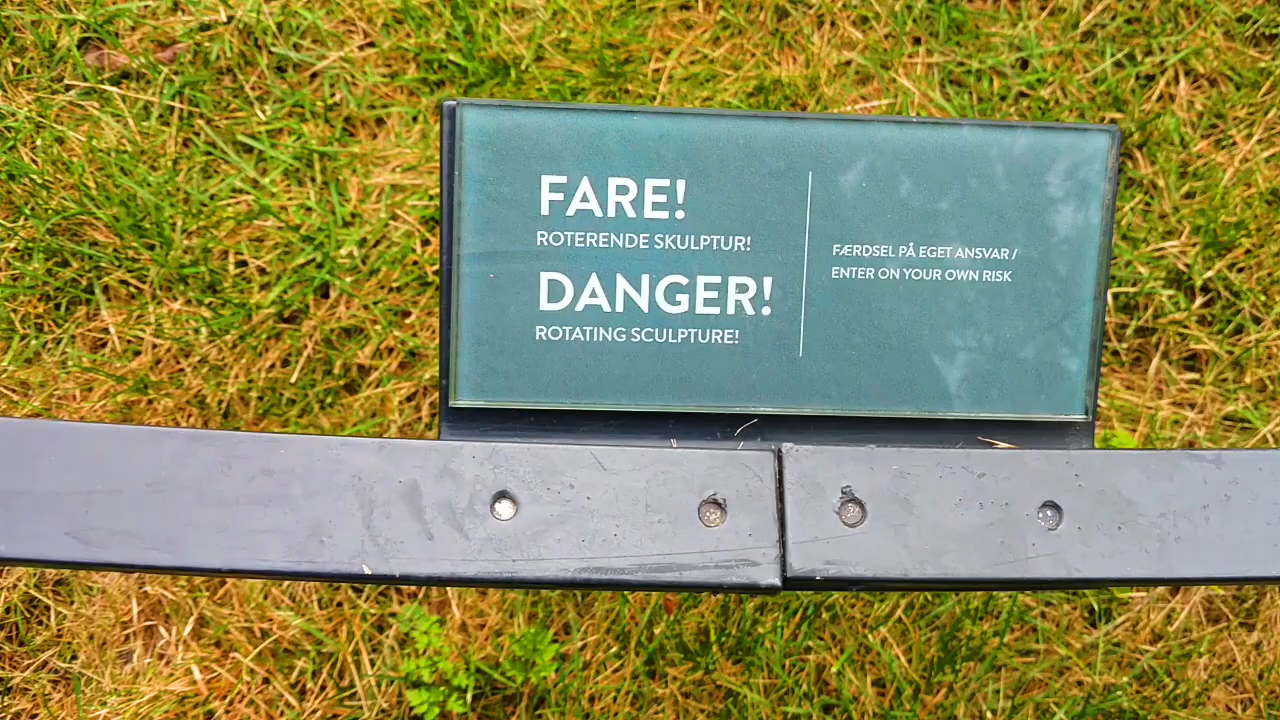 FARE!
ROTERENDE SKULPTUR!
DANGER!
ROTATING SCULPTURE!
FÆRDSEL PÅ EGET ANSVAR /
ENTER ON YOUR OWN RISK